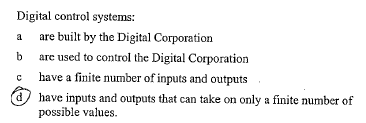 Digital control systems:
a are built by the Digital Corporation
b are used to control the Digital Corporation
c have a finite number of inputs and outputs
d have inputs and outputs that can take on only a finite number of
possible values.